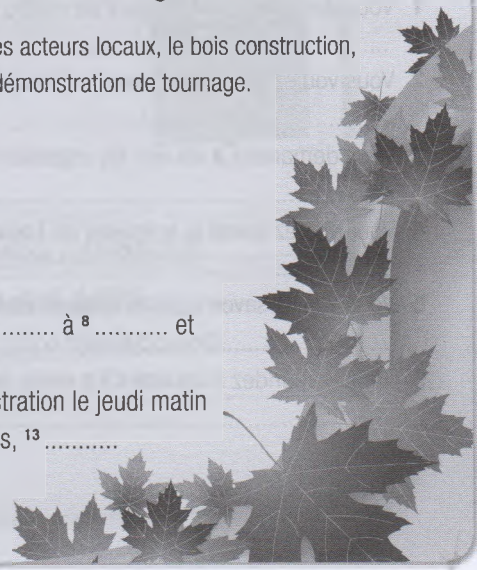 es acteurs locaux, le bois construction,
démonstration de tournage.
......... à ⁸ ........... et
stration le jeudi matin
s, ¹³ ...........